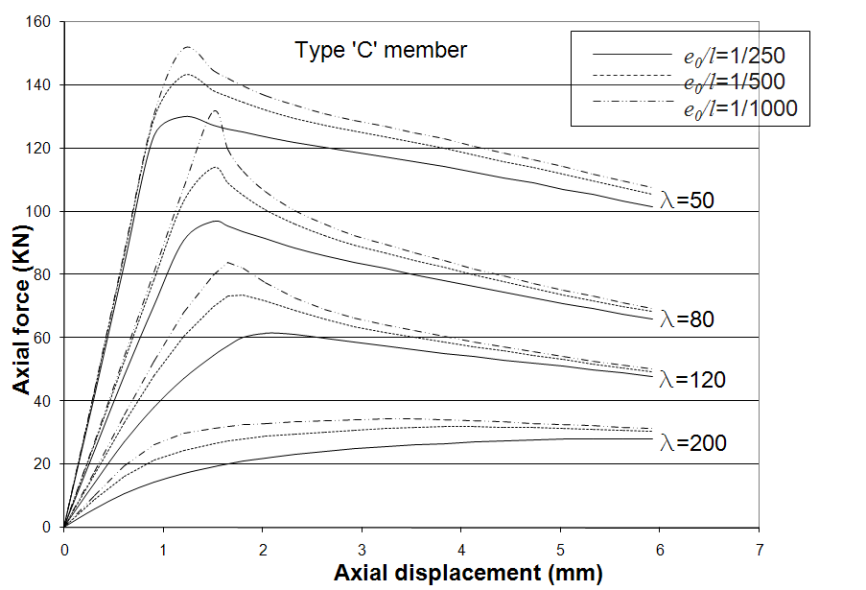 Type 'C' member
e₀/l=1/250
e₀/l=1/500
e₀/l=1/1000
160
140
120
100
80
60
40
20
0
Axial force (KN)
λ=50
λ=80
λ=120
λ=200
0 1 2 3 4 5 6 7
Axial displacement (mm)